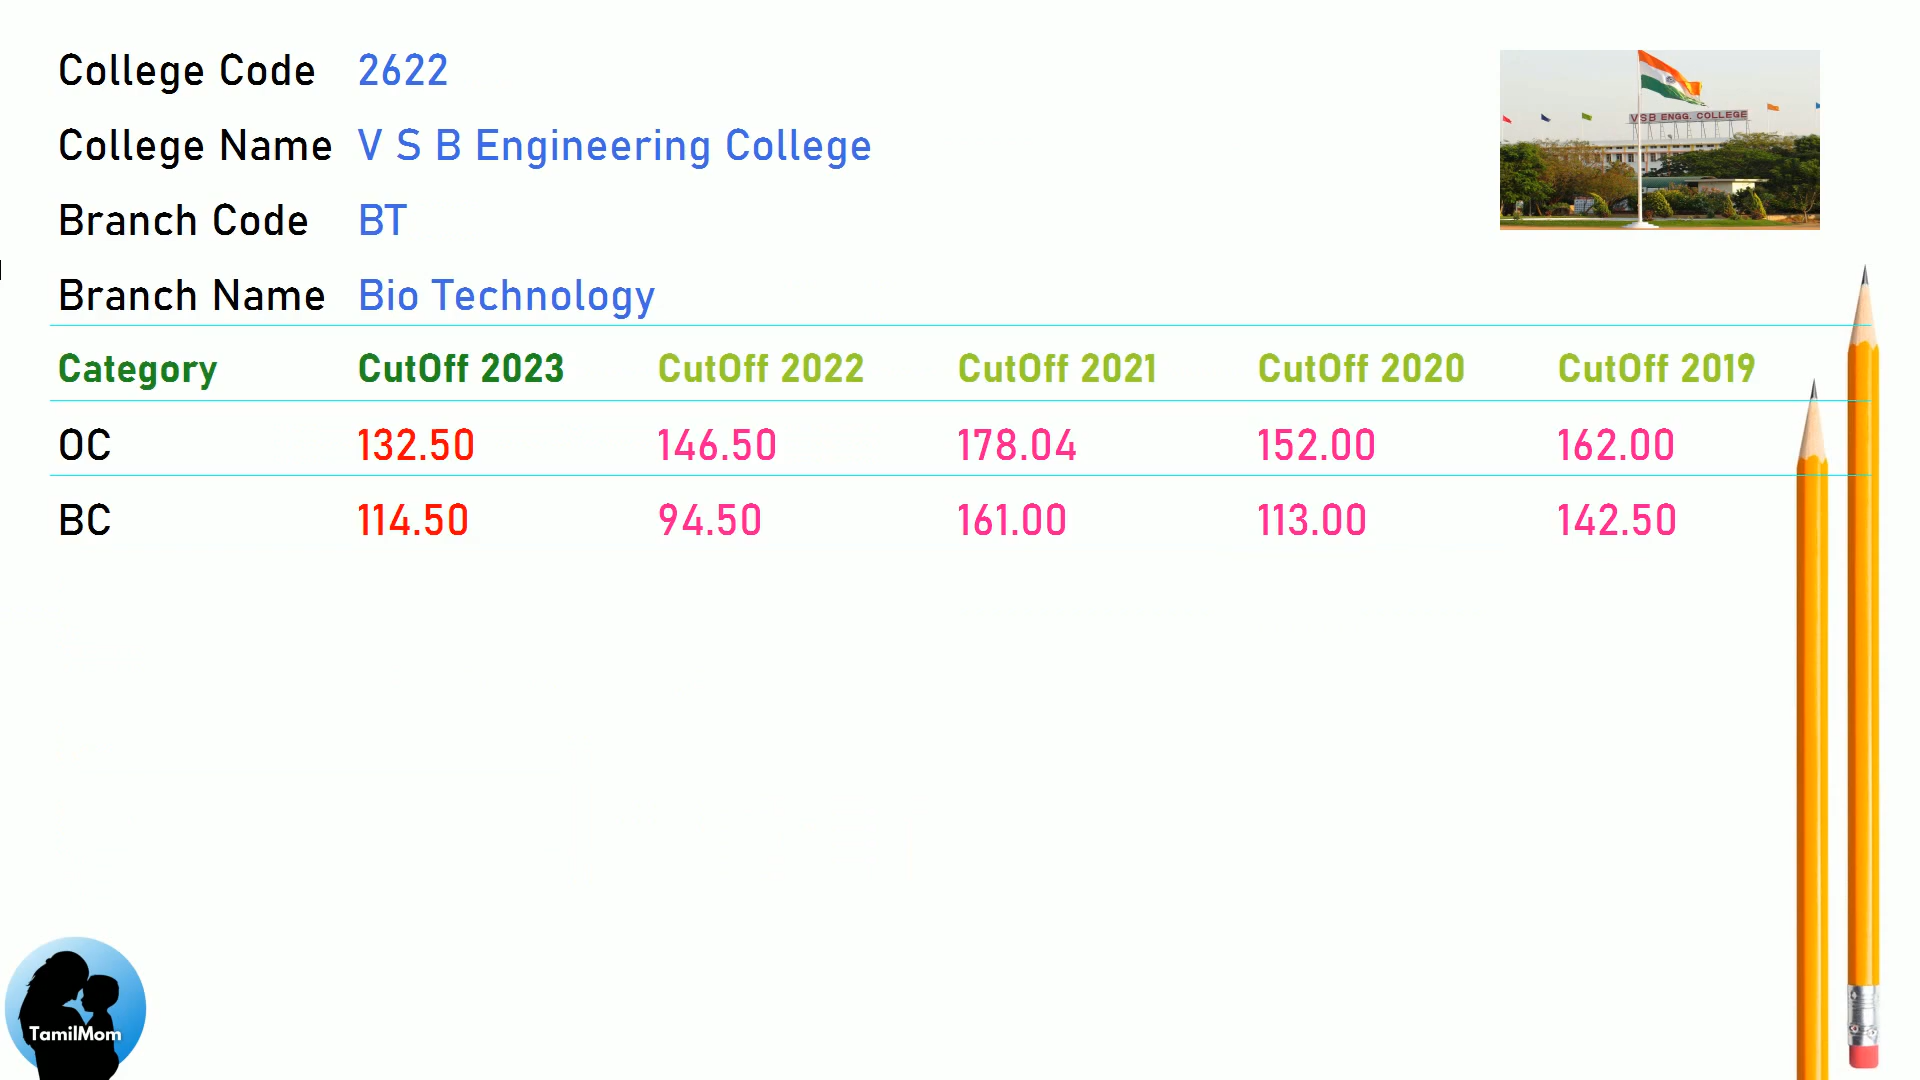 College Code 2622
VSB ENGG. COLLEGE
College Name V S B Engineering College
Branch Code BT
Branch Name Bio Technology
Category CutOff 2023 CutOff 2022 CutOff 2021 CutOff 2020 CutOff 2019
OC 132.50 146.50 178.04 152.00 162.00
BC 114.50 94.50 161.00 113.00 142.50
TamilMom